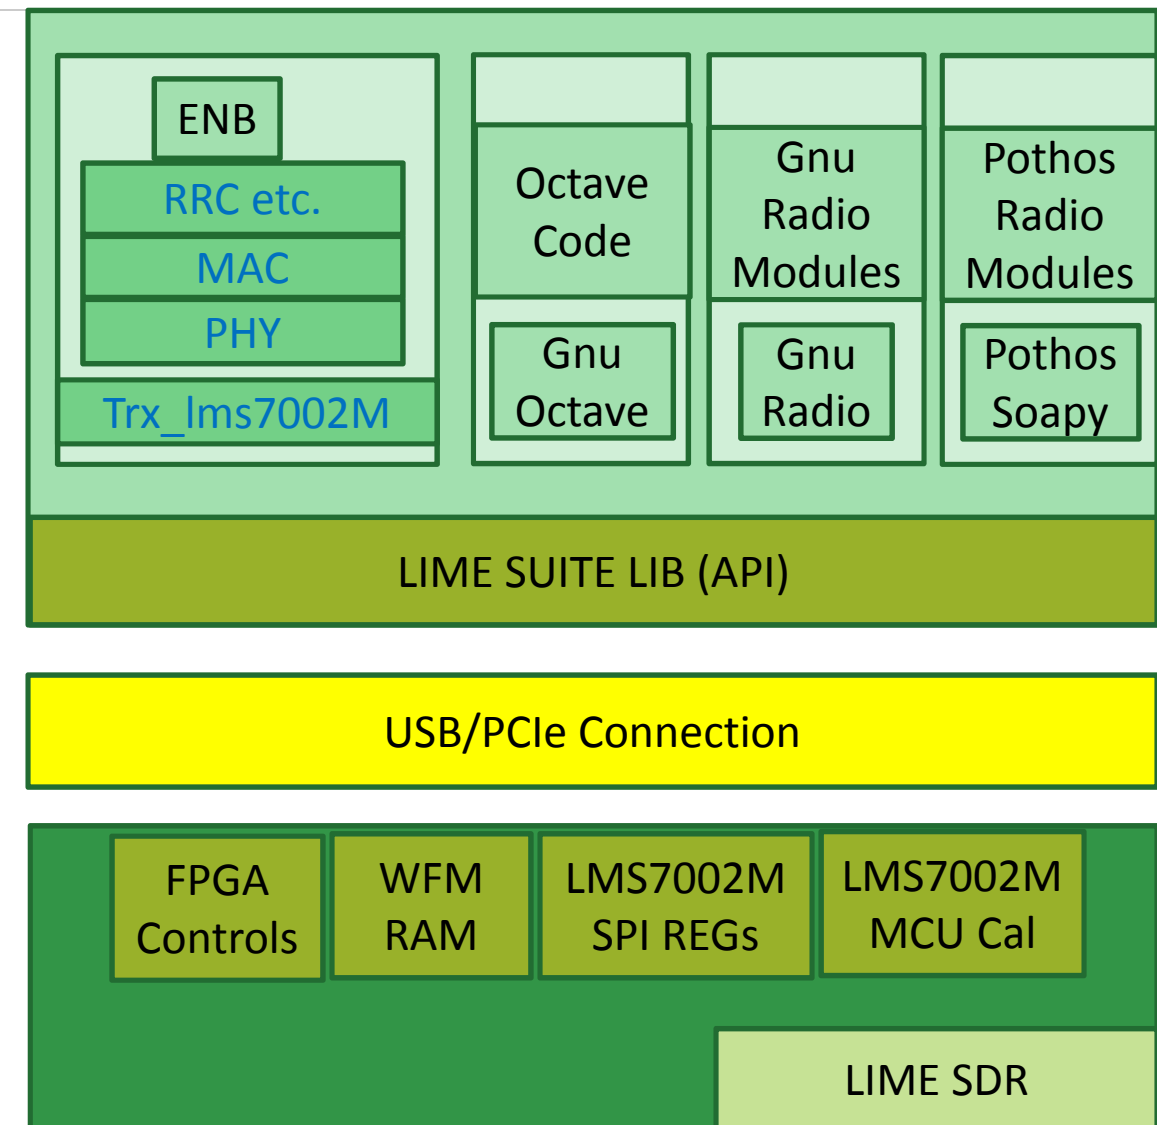 ENB
RRC etc.
MAC
PHY
Trx_lms7002M
Octave
Code
Gnu
Octave
Gnu
Radio
Modules
Gnu
Radio
Pothos
Radio
Modules
Pothos
Soapy
LIME SUITE LIB (API)
USB/PCIe Connection
FPGA
Controls
WFM
RAM
LMS7002M
SPI REGs
LMS7002M
MCU Cal
LIME SDR